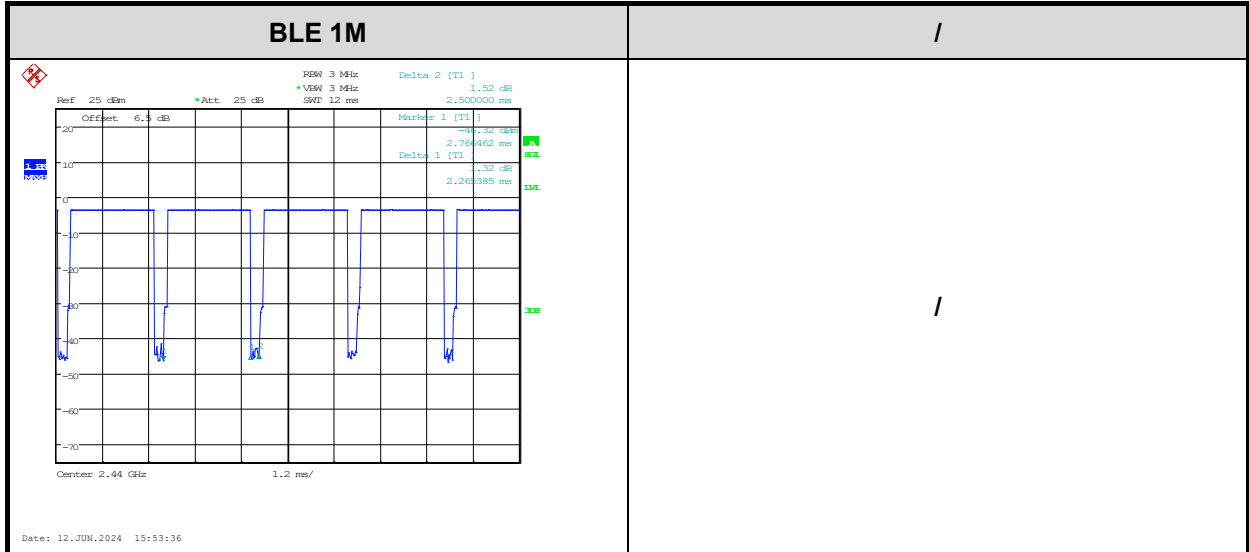 BLE 1M /
RBW 3 MHz Delta 2 [T1 ]
*VBW 3 MHz 1.52 dB
Ref 25 dBm *Att 25 dB SWT 12 ms 2.500000 ms
Offset 6.5 dB Marker 1 [T1 ]
20 -46.32 dBm
2.766462 ms A
Delta 1 [T1 ] SGL
10 1.32 dB
2.265385 ms
LVL
0
-10
-20
-30
3DB
-40
-50
-60
-70
Center 2.44 GHz 1.2 ms/
Date: 12.JUN.2024 15:53:36
/